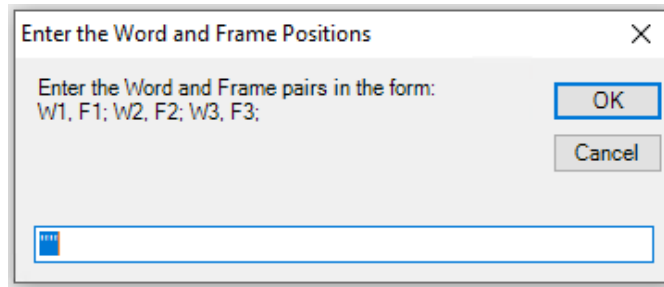 Enter the Word and Frame Positions
Enter the Word and Frame pairs in the form:
W1, F1; W2, F2; W3, F3;
OK
Cancel